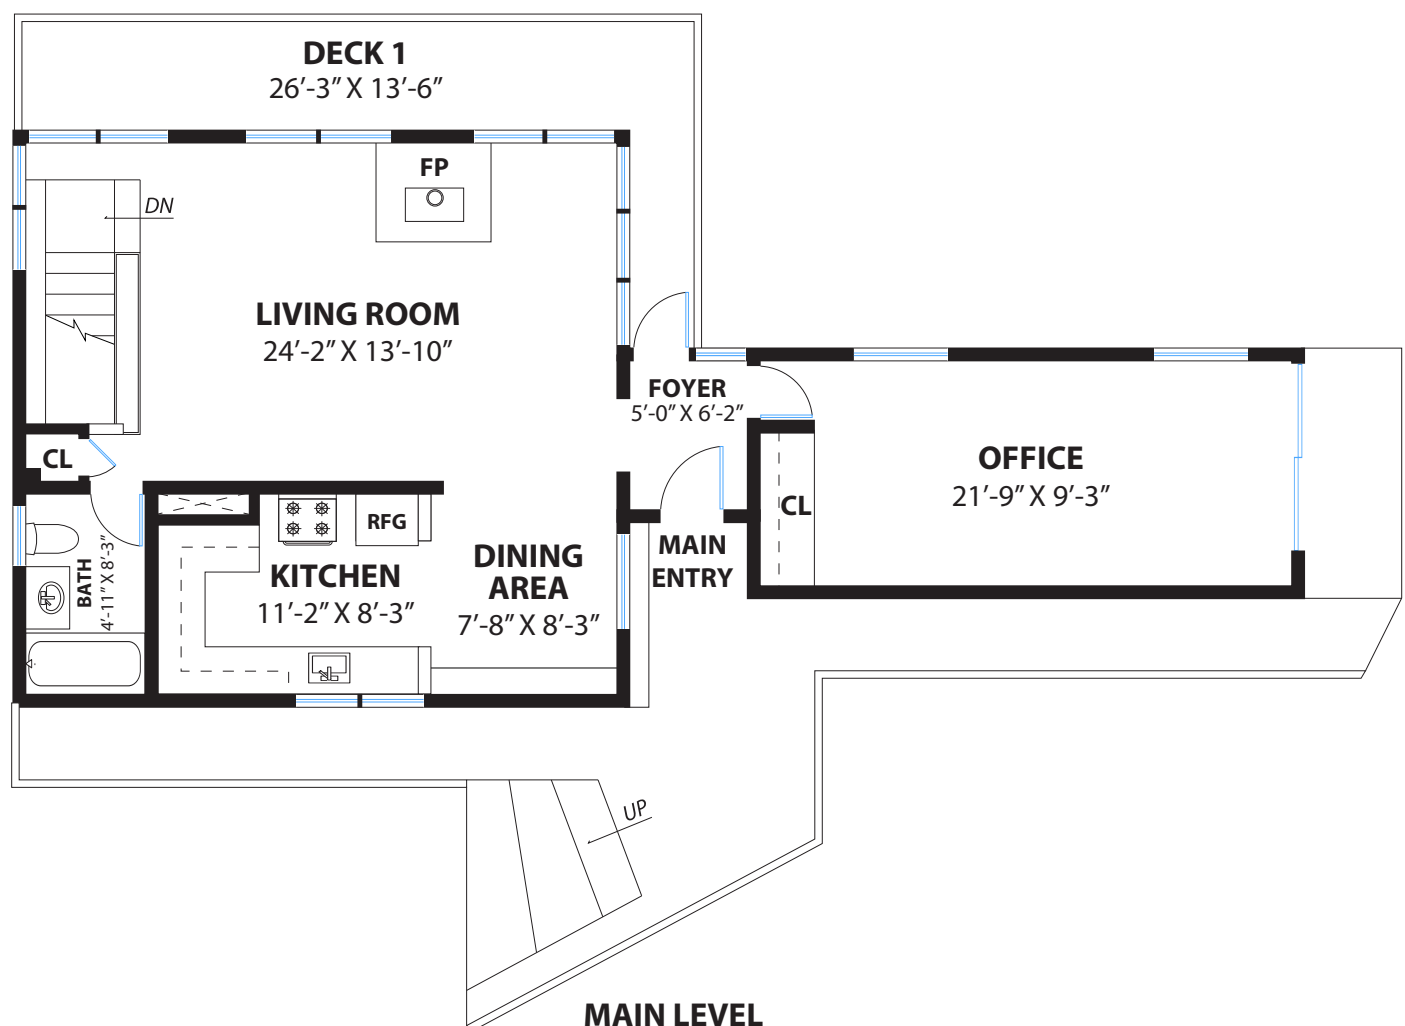 DECK 1
26′-3″ X 13′-6″
FP
DN
LIVING ROOM
24′-2″ X 13′-10″
FOYER
5′-0″ X 6′-2″
CL
OFFICE
21′-9″ X 9′-3″
CL
RFG
MAIN
ENTRY
BATH
4′-11″ X 8′-3″
KITCHEN
11′-2″ X 8′-3″
DINING
AREA
7′-8″ X 8′-3″
UP
MAIN LEVEL